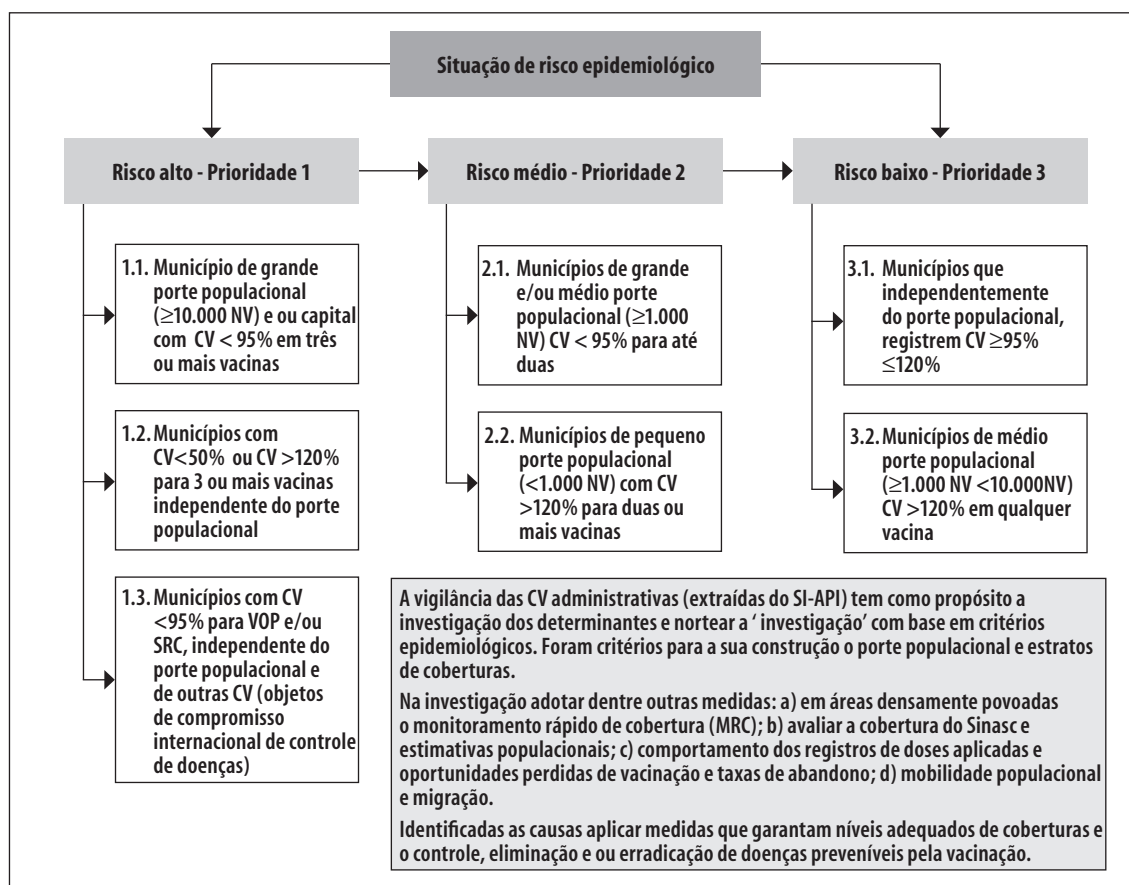 Situação de risco epidemiológico
Risco alto - Prioridade 1
Risco médio - Prioridade 2
Risco baixo - Prioridade 3
1.1. Município de grande
porte populacional
(≥10.000 NV) e ou capital
com CV < 95% em três
ou mais vacinas
1.2. Municípios com
CV<50% ou CV >120%
para 3 ou mais vacinas
independente do porte
populacional
1.3. Municípios com CV
<95% para VOP e/ou
SRC, independente do
porte populacional e
de outras CV (objetos
de compromisso
internacional de controle
de doenças)
2.1. Municípios de grande
e/ou médio porte
populacional (≥1.000
NV) CV < 95% para até
duas
2.2. Municípios de pequeno
porte populacional
(<1.000 NV) com CV
>120% para duas ou
mais vacinas
3.1. Municípios que
independentemente
do porte populacional,
registrem CV ≥95%
≤120%
3.2. Municípios de médio
porte populacional
(≥1.000 NV <10.000NV)
CV >120% em qualquer
vacina
A vigilância das CV administrativas (extraídas do SI-API) tem como propósito a
investigação dos determinantes e nortear a ‘ investigação’ com base em critérios
epidemiológicos. Foram critérios para a sua construção o porte populacional e estratos
de coberturas.
Na investigação adotar dentre outras medidas: a) em áreas densamente povoadas
o monitoramento rápido de cobertura (MRC); b) avaliar a cobertura do Sinasc e
estimativas populacionais; c) comportamento dos registros de doses aplicadas e
oportunidades perdidas de vacinação e taxas de abandono; d) mobilidade populacional
e migração.
Identificadas as causas aplicar medidas que garantam níveis adequados de coberturas e
o controle, eliminação e ou erradicação de doenças preveníveis pela vacinação.